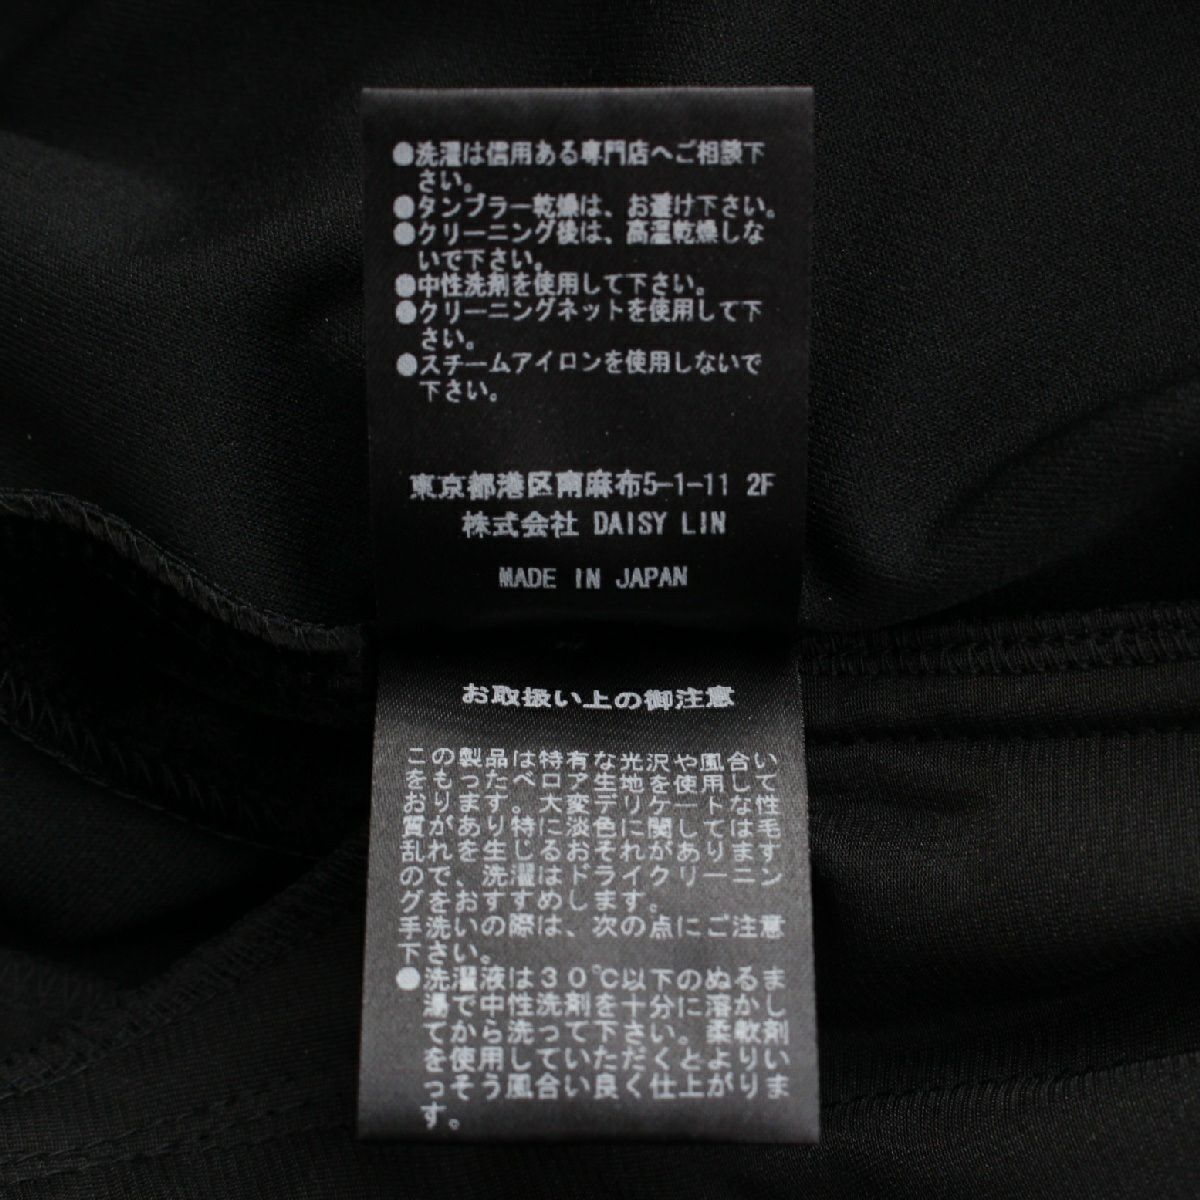 ●洗濯は信用ある専門店へご相談下
さい。
●タンブラー乾燥は、お避け下さい。
●クリーニング後は、高温乾燥しな
いで下さい。
●中性洗剤を使用して下さい。
●クリーニングネットを使用して下
さい。
●スチームアイロンを使用しないで
下さい。
東京都港区南麻布5-1-11 2F
株式会社 DAISY LIN
MADE IN JAPAN
お取扱い上の御注意
この製品は特有な光沢や風合い
をもったベロア生地を使用して
おります。大変デリケートな性
質があり特に淡色に関しては毛
乱れを生じるおそれがあります
ので、洗濯はドライクリーニン
グをおすすめします。
手洗いの際は、次の点にご注意
下さい。
●洗濯液は30℃以下のぬるま
湯で中性洗剤を十分に溶かし
てから洗って下さい。柔軟剤
を使用していただくとよりい
っそう風合い良く仕上がりま
す。